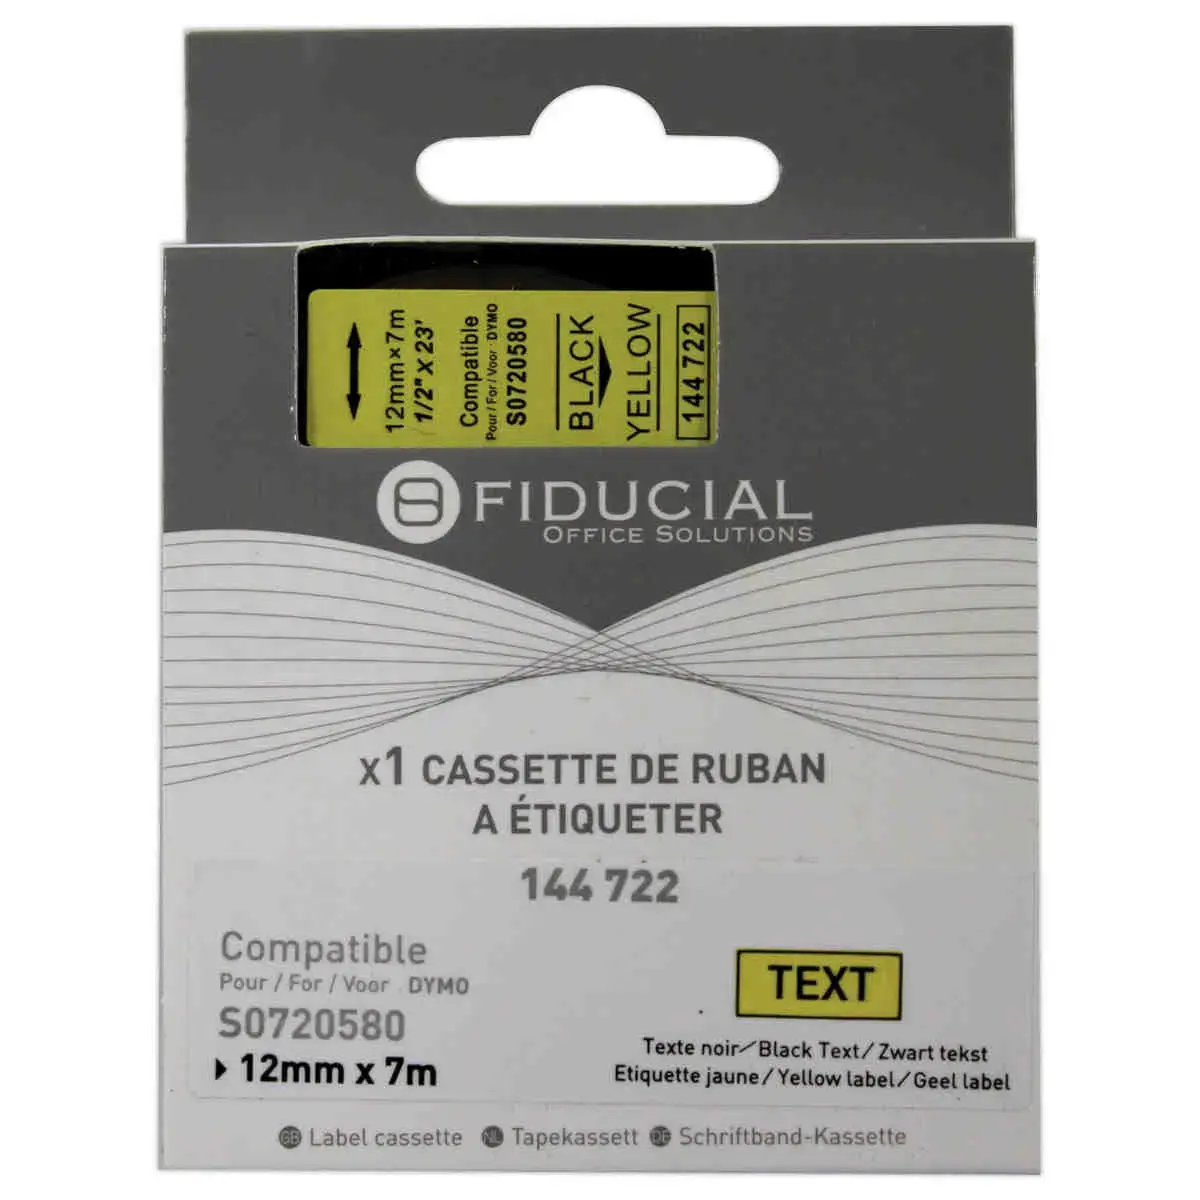 12mm×7m
1/2" X 23'
Compatible
Pour / For / Voor · DYMO
S0720580
BLACK
YELLOW
144 722
FIDUCIAL
OFFICE SOLUTIONS
x1 CASSETTE DE RUBAN
A ÉTIQUETER
144 722
Compatible
Pour / For / Voor DYMO
S0720580
12mm x 7m
TEXT
Texte noir/Black Text/Zwart tekst
Etiquette jaune/Yellow label/Geel label
GB Label cassette NL Tapekassett DE Schriftband-Kassette